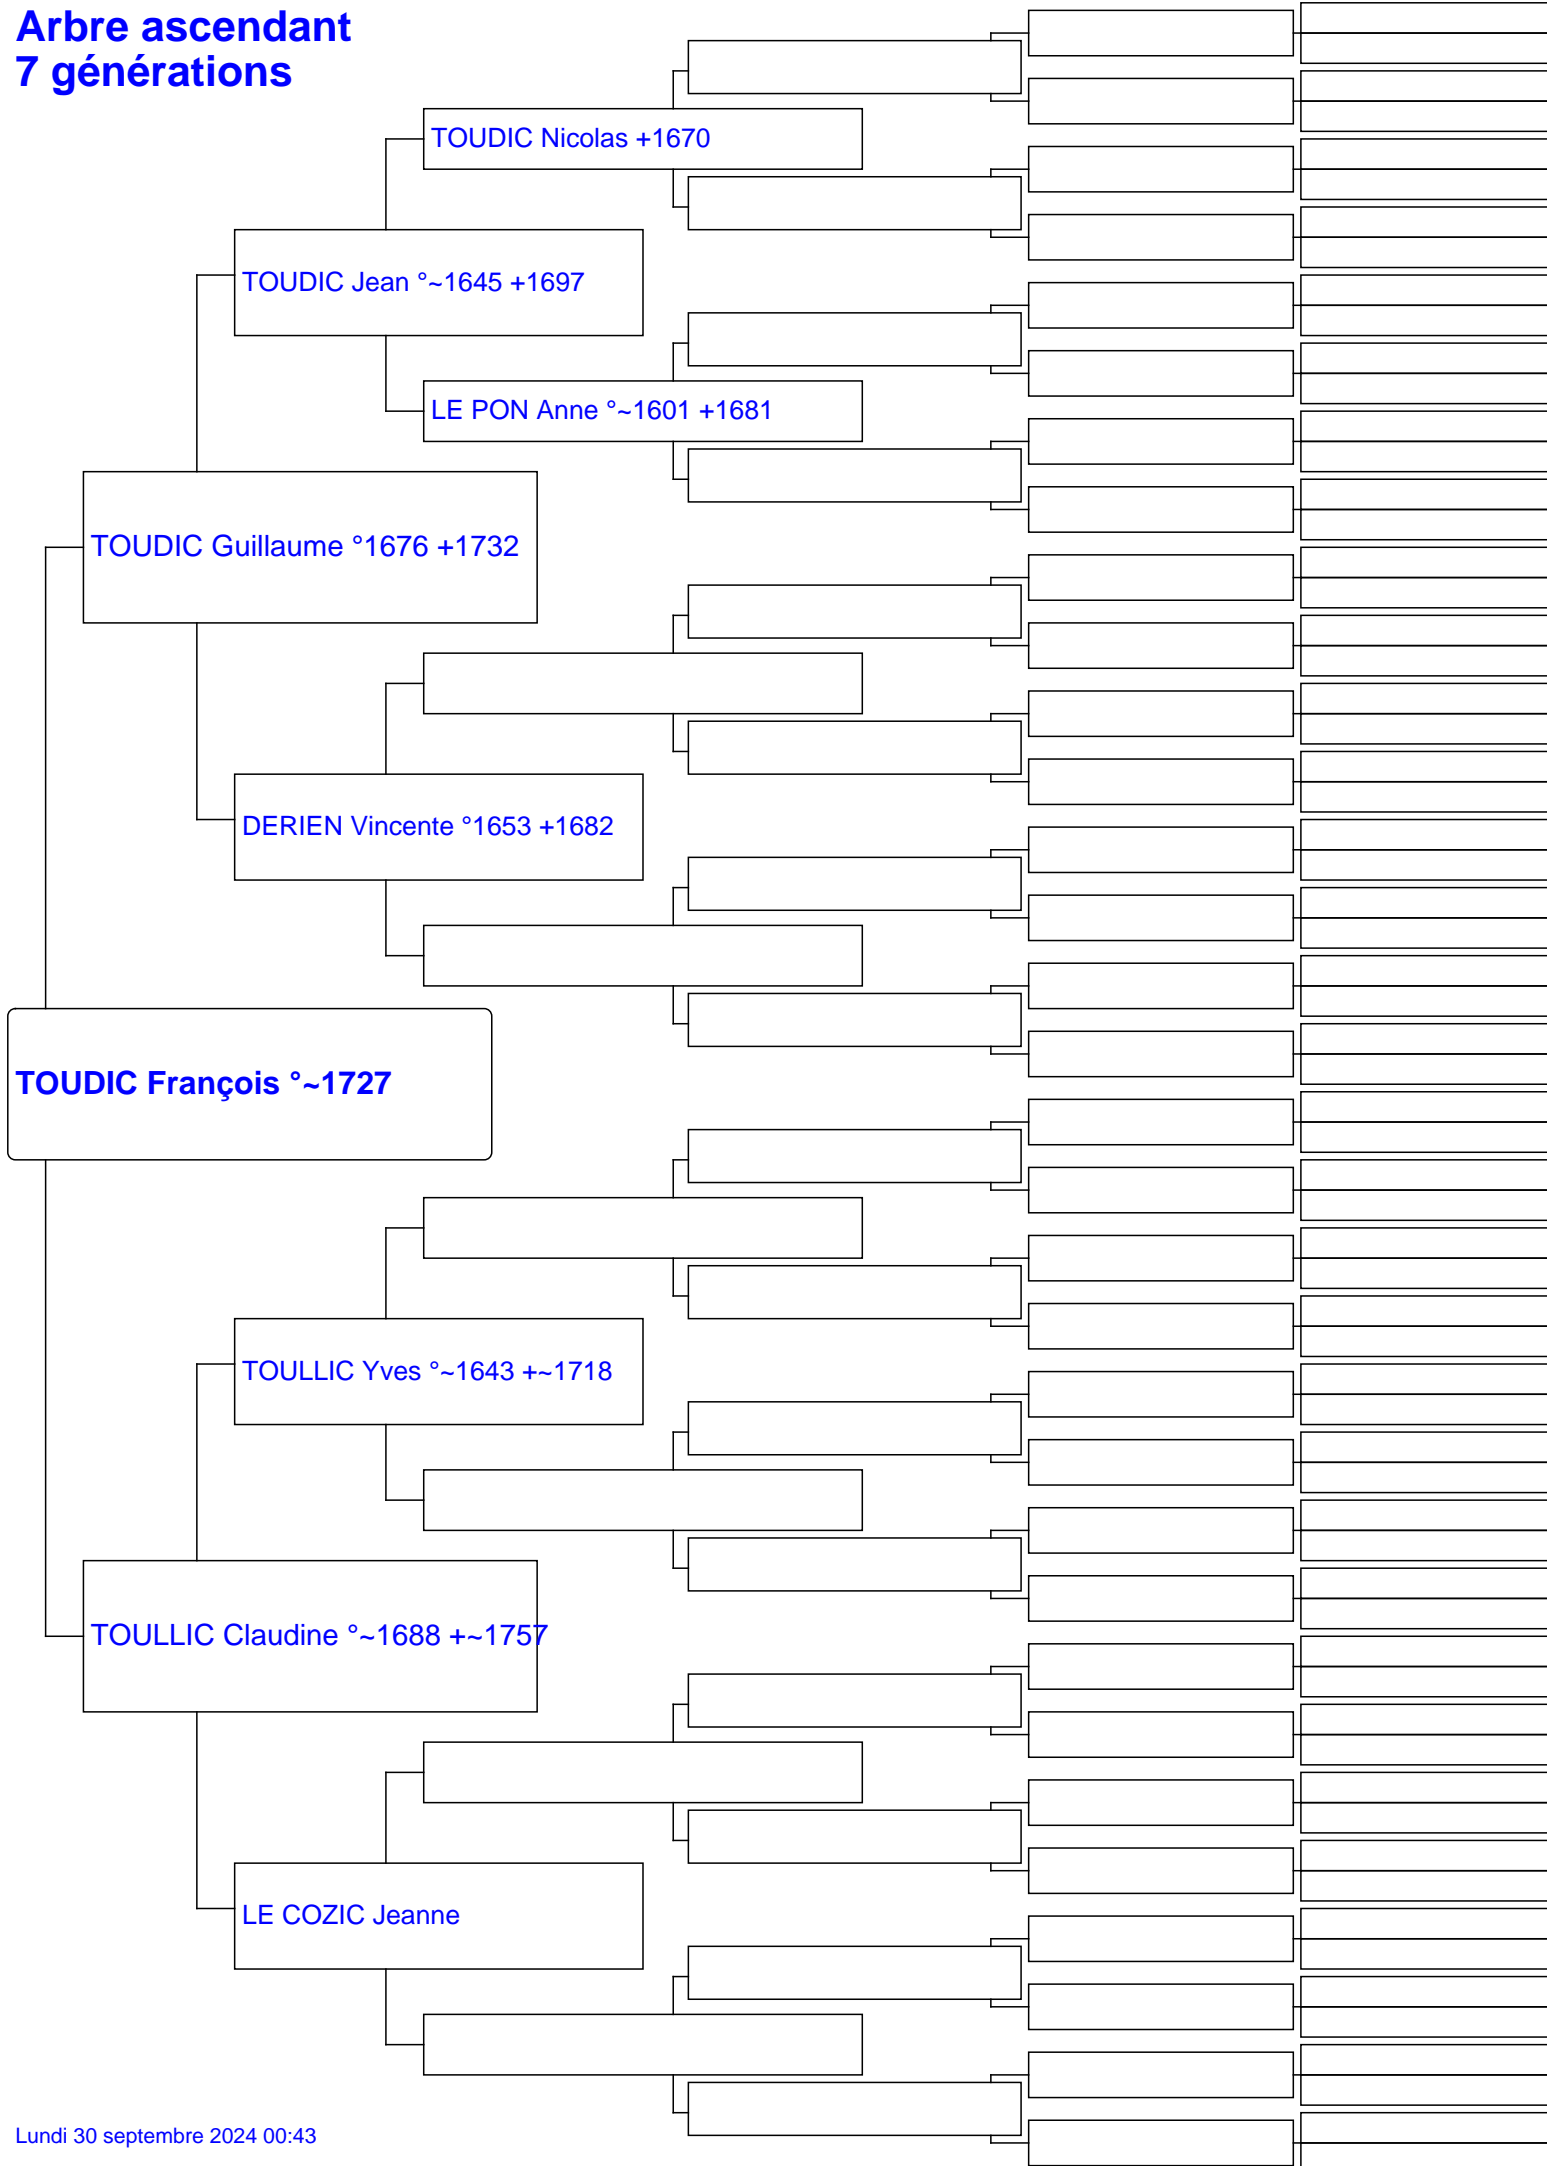 Arbre ascendant
7 générations
TOUDIC Nicolas +1670
TOUDIC Jean °~1645 +1697
LE PON Anne °~1601 +1681
TOUDIC Guillaume °1676 +1732
DERIEN Vincente °1653 +1682
TOUDIC François °~1727
TOULLIC Yves °~1643 +~1718
TOULLIC Claudine °~1688 +~1757
LE COZIC Jeanne
Lundi 30 septembre 2024 00:43